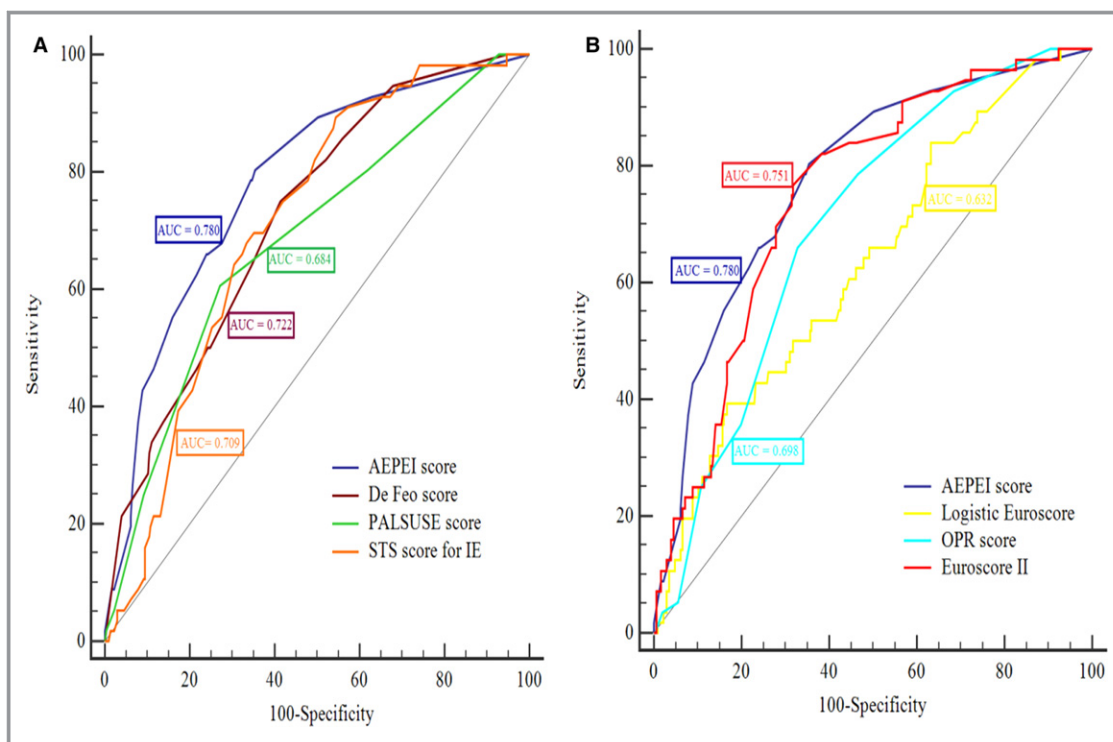 A
100
80
60
40
20
0
Sensitivity
AUC = 0.780
AUC = 0.684
AUC = 0.722
AUC= 0.709
AEPEI score
De Feo score
PALSUSE score
STS score for IE
0 20 40 60 80 100
100-Specificity
B
100
80
60
40
20
0
Sensitivity
AUC = 0.751
AUC = 0.632
AUC = 0.780
AUC = 0.698
AEPEI score
Logistic Euroscore
OPR score
Euroscore II
0 20 40 60 80 100
100-Specificity